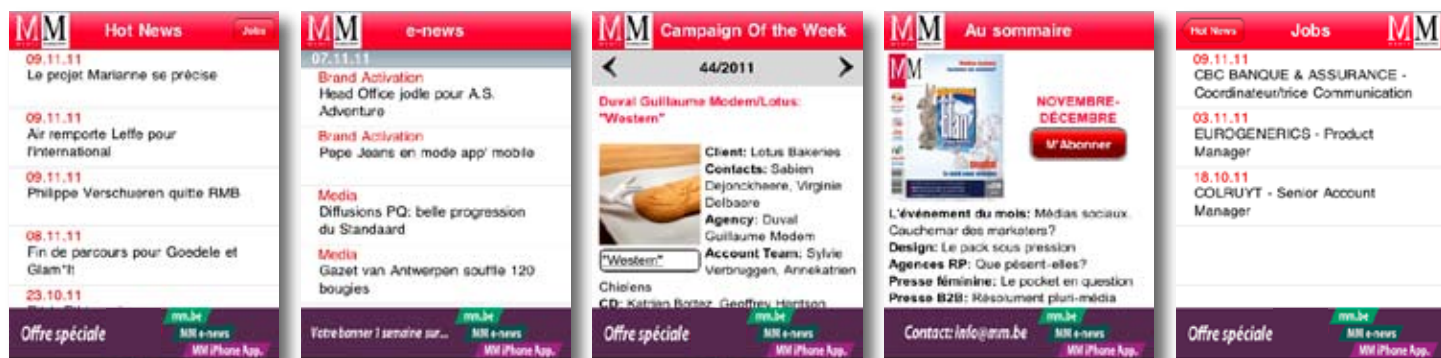 MM Hot News Jobs
09.11.11
Le projet Marianne se précise
09.11.11
Air remporte Leffe pour
l'international
09.11.11
Philippe Verschueren quitte RMB
08.11.11
Fin de parcours pour Goedele et
Glam*It
23.10.11
Offre spéciale
mm.be
MM e-news
MM iPhone App.
MM e-news
07.11.11
Brand Activation
Head Office jodle pour A.S.
Adventure
Brand Activation
Pepe Jeans en mode app' mobile
Media
Diffusions PQ: belle progression
du Standaard
Media
Gazet van Antwerpen souffle 120
bougies
Votre banner 1 semaine sur...
mm.be
MM e-news
MM iPhone App.
MM Campaign Of the Week
44/2011
Duval Guillaume Modem/Lotus:
"Western"
Client: Lotus Bakeries
Contacts: Sabien
Dejonckheere, Virginie
Delbaere
Agency: Duval
Guillaume Modem
"Western"
Account Team: Sylvie
Verbruggen, Annekatrien
Chielens
CD: Katrien Bottez, Geoffrey Hantson
Offre spéciale
mm.be
MM e-news
MM iPhone App.
MM Au sommaire
MM
NOVEMBRE-
DÉCEMBRE
M'Abonner
L'événement du mois: Médias sociaux.
Cauchemar des marketers?
Design: Le pack sous pression
Agences RP: Que pèsent-elles?
Presse féminine: Le pocket en question
Presse B2B: Résolument pluri-média
Contact: info@mm.be
mm.be
MM e-news
MM iPhone App.
Hot News Jobs MM
09.11.11
CBC BANQUE & ASSURANCE -
Coordinateur/trice Communication
03.11.11
EUROGENERICS - Product
Manager
18.10.11
COLRUYT - Senior Account
Manager
Offre spéciale
mm.be
MM e-news
MM iPhone App.